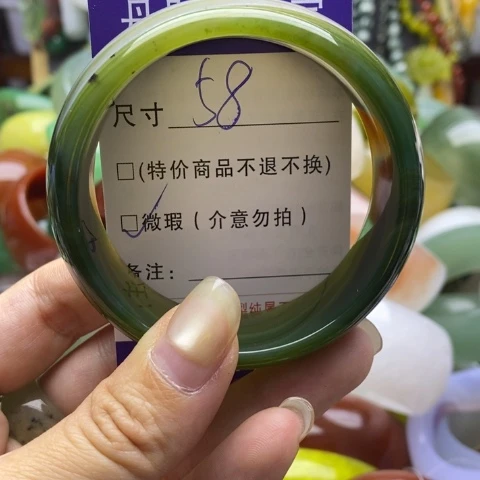 尺寸 58
□(特价商品不退不换)
☑微瑕(介意勿拍)
备注: